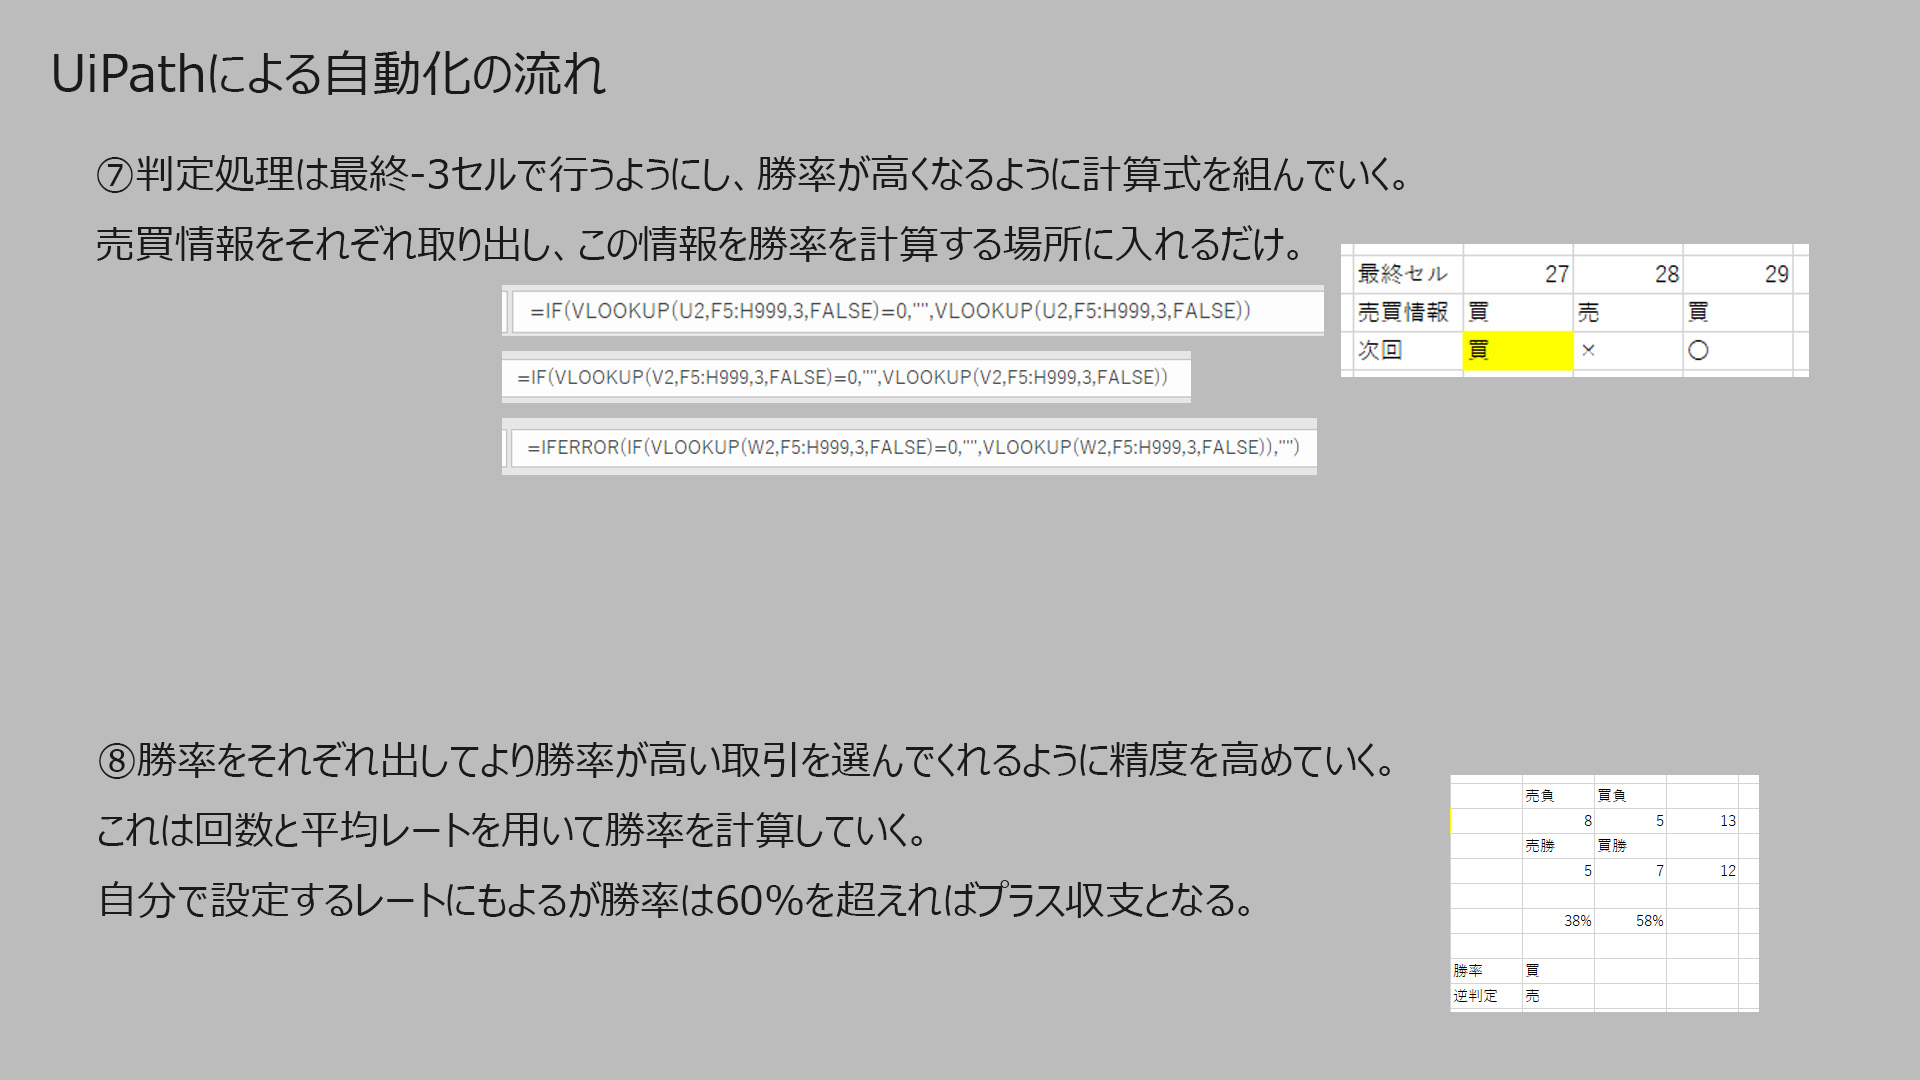 UiPathによる自動化の流れ
⑦判定処理は最終-3セルで行うようにし、勝率が高くなるように計算式を組んでいく。
売買情報をそれぞれ取り出し、この情報を勝率を計算する場所に入れるだけ。
最終セル 27 28 29
売買情報 買 売 買
次回 買 × ○
=IF(VLOOKUP(U2,F5:H999,3,FALSE)=0,"",VLOOKUP(U2,F5:H999,3,FALSE))
=IF(VLOOKUP(V2,F5:H999,3,FALSE)=0,"",VLOOKUP(V2,F5:H999,3,FALSE))
=IFERROR(IF(VLOOKUP(W2,F5:H999,3,FALSE)=0,"",VLOOKUP(W2,F5:H999,3,FALSE)),"")
⑧勝率をそれぞれ出してより勝率が高い取引を選んでくれるように精度を高めていく。
これは回数と平均レートを用いて勝率を計算していく。
自分で設定するレートにもよるが勝率は60%を超えればプラス収支となる。
売負 買負
8 5 13
売勝 買勝
5 7 12
38% 58%
勝率 買
逆判定 売